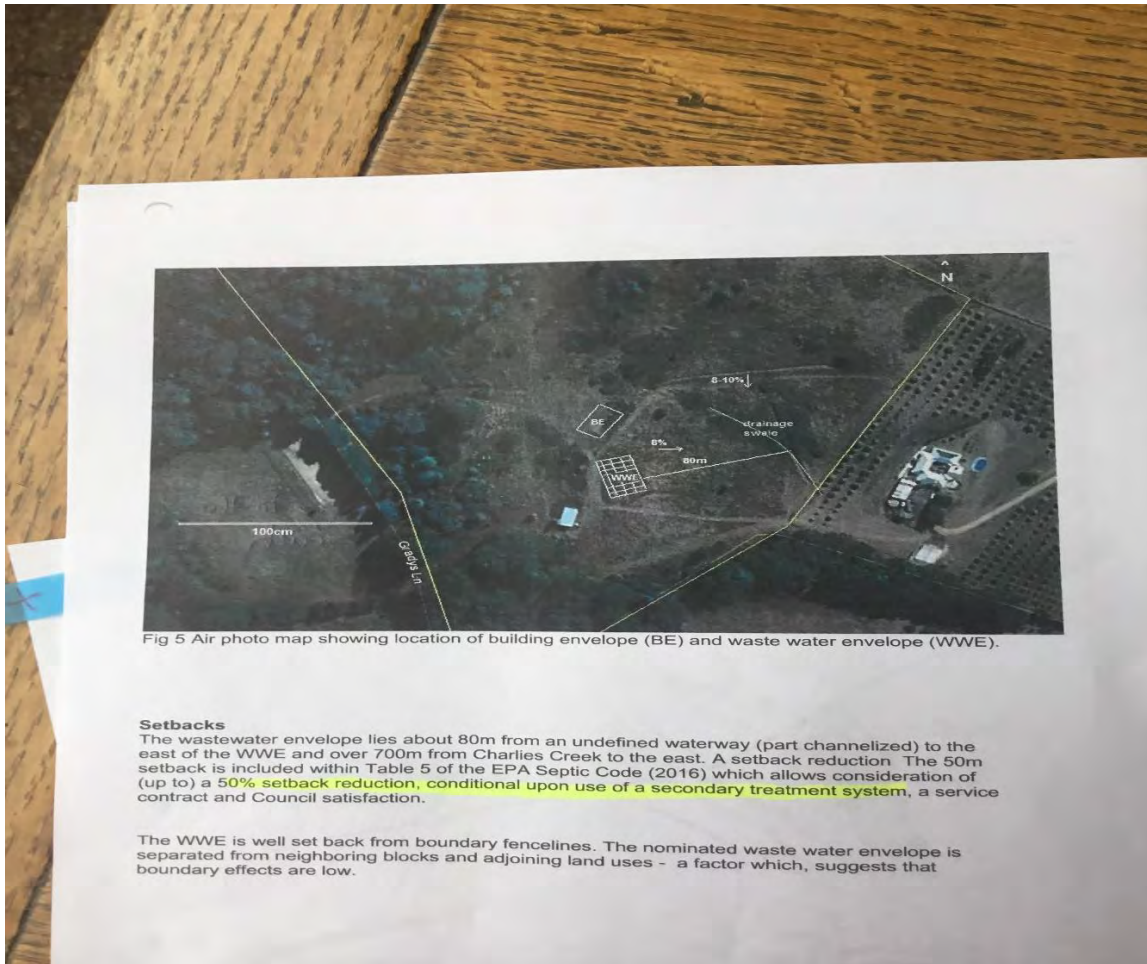 ^
N
8-10%
BE
drainage
swale
8%
80m
WWE
100cm
Gradys Ln
Fig 5 Air photo map showing location of building envelope (BE) and waste water envelope (WWE).
Setbacks
The wastewater envelope lies about 80m from an undefined waterway (part channelized) to the
east of the WWE and over 700m from Charlies Creek to the east. A setback reduction The 50m
setback is included within Table 5 of the EPA Septic Code (2016) which allows consideration of
(up to) a 50% setback reduction, conditional upon use of a secondary treatment system, a service
contract and Council satisfaction.
The WWE is well set back from boundary fencelines. The nominated waste water envelope is
separated from neighboring blocks and adjoining land uses - a factor which, suggests that
boundary effects are low.